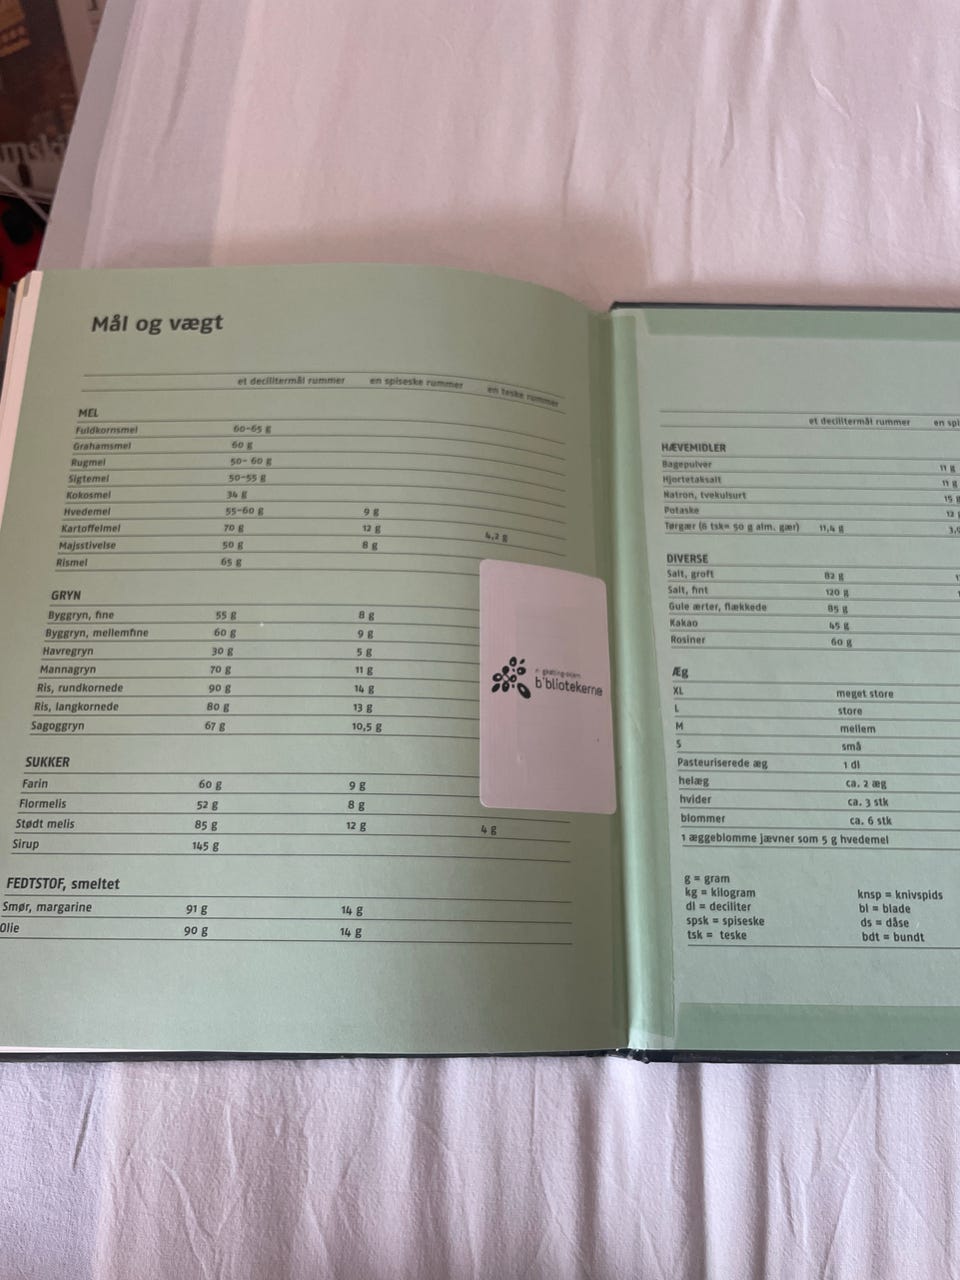 Mål og vægt
et decilitermål rummer en spiseske rummer en teske rummer
MEL
Fuldkornsmel 60-65 g
Grahamsmel 60 g
Rugmel 50- 60 g
Sigtemel 50-55 g
Kokosmel 34 g
Hvedemel 55-60 g 9 g
Kartoffelmel 70 g 12 g 4,2 g
Majsstivelse 50 g 8 g
Rismel 65 g
GRYN
Byggryn, fine 55 g 8 g
Byggryn, mellemfine 60 g 9 g
Havregryn 30 g 5 g
Mannagryn 70 g 11 g
Ris, rundkornede 90 g 14 g
Ris, langkornede 80 g 13 g
Sagoggryn 67 g 10,5 g
SUKKER
Farin 60 g 9 g
Flormelis 52 g 8 g
Stødt melis 85 g 12 g 4 g
Sirup 145 g
FEDTSTOF, smeltet
Smør, margarine 91 g 14 g
Olie 90 g 14 g
b'bliotekerne
et decilitermål rummer en spi
HÆVEMIDLER
Bagepulver 11 g
Hjortetaksalt 11 g
Natron, tvekulsurt 15 g
Potaske 12 g
Tørgær (6 tsk= 50 g alm. gær) 11,4 g
DIVERSE
Salt, groft 82 g
Salt, fint 120 g
Gule ærter, flækkede 85 g
Kakao 45 g
Rosiner 60 g
Æg
XL meget store
L store
M mellem
S små
Pasteuriserede æg 1 dl
helæg ca. 2 æg
hvider ca. 3 stk
blommer ca. 6 stk
1 æggeblomme jævner som 5 g hvedemel
g = gram
kg = kilogram
dl = deciliter
spsk = spiseske
tsk = teske
knsp = knivspids
bl = blade
ds = dåse
bdt = bundt